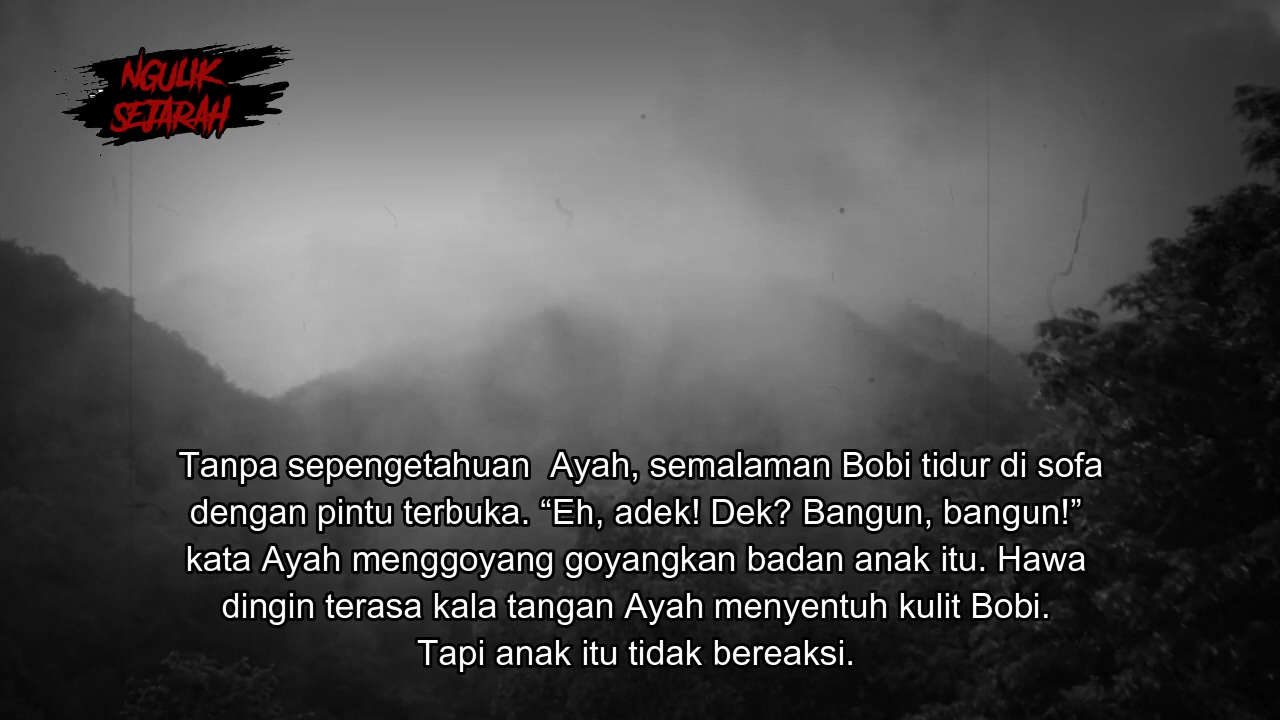 NGULIK
SEJARAH
Tanpa sepengetahuan  Ayah, semalaman Bobi tidur di sofa
dengan pintu terbuka. “Eh, adek! Dek? Bangun, bangun!”
kata Ayah menggoyang goyangkan badan anak itu. Hawa
dingin terasa kala tangan Ayah menyentuh kulit Bobi.
Tapi anak itu tidak bereaksi.